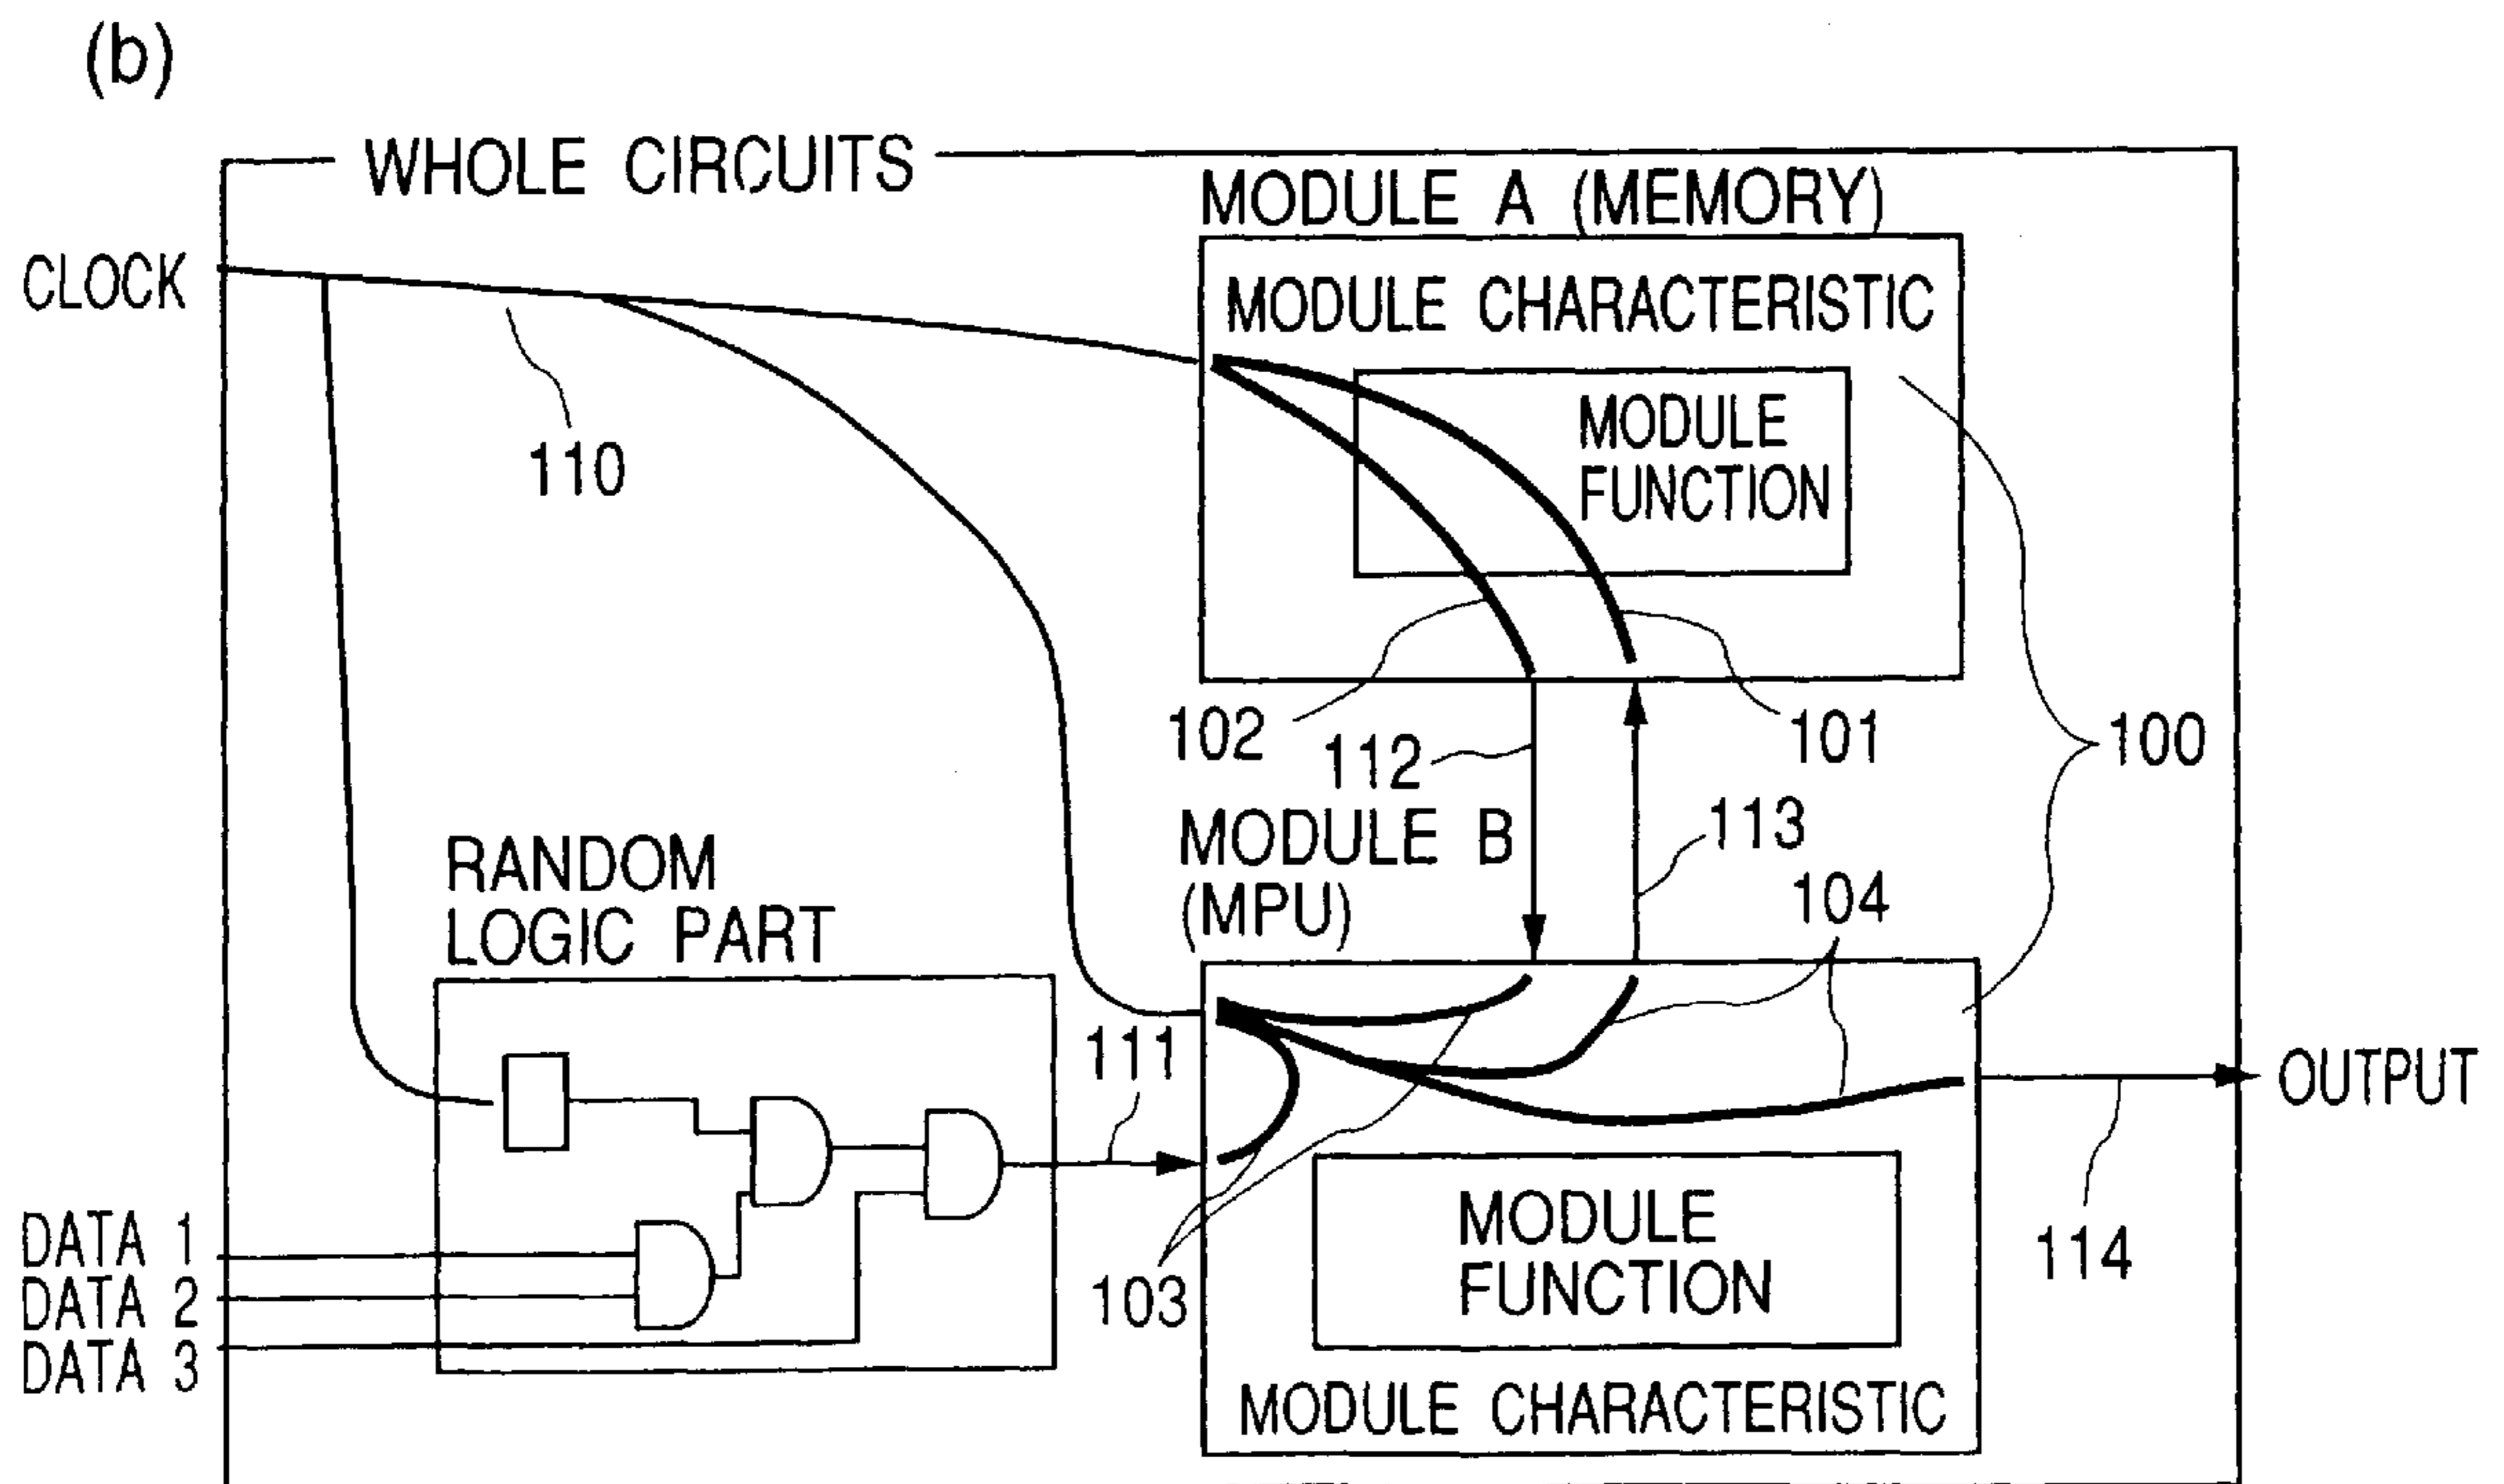 (b)
WHOLE CIRCUITS
MODULE A (MEMORY)
CLOCK
MODULE CHARACTERISTIC
MODULE
FUNCTION
110
102
112
101
100
MODULE B
(MPU)
113
104
RANDOM
LOGIC PART
111
OUTPUT
DATA 1
DATA 2
DATA 3
103
MODULE
FUNCTION
114
MODULE CHARACTERISTIC